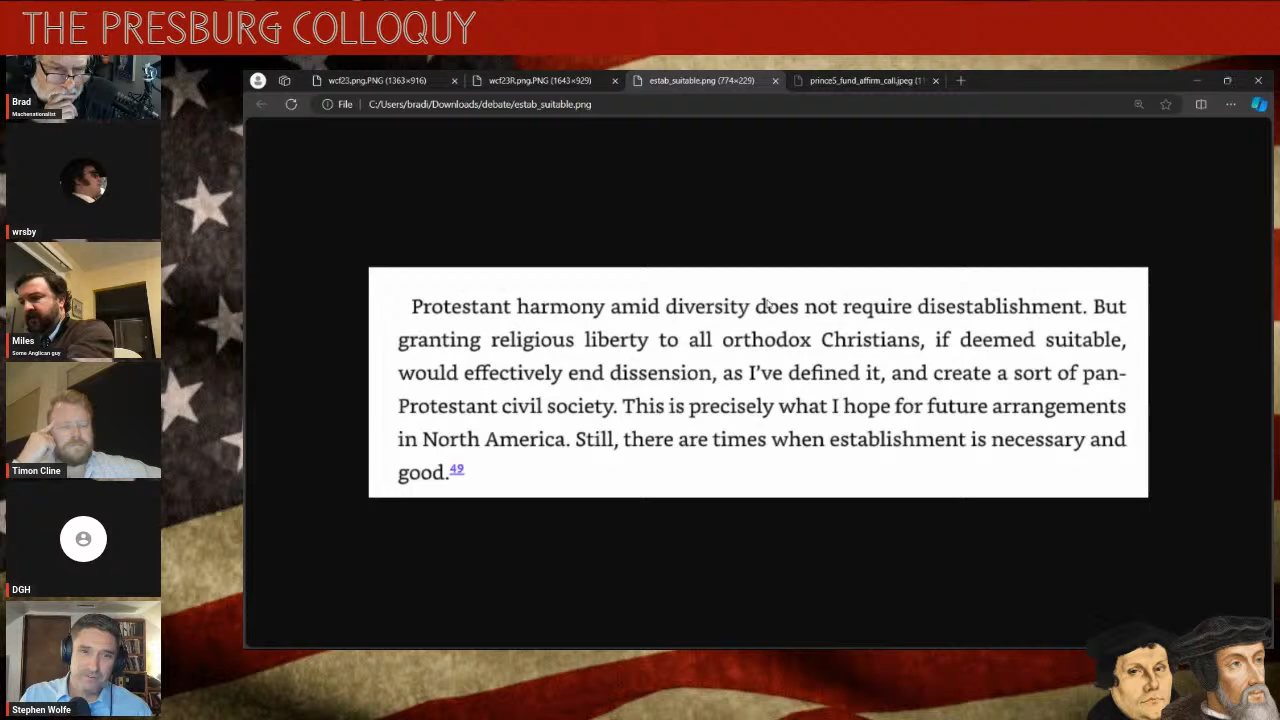 THE PRESBURG COLLOQUY
wcf23.png.PNG (1363×916)
wcf23R.png.PNG (1643×929)
estab_suitable.png (774×229)
prince5_fund_affirm_call.jpeg (1
File
C:/Users/bradi/Downloads/debate/estab_suitable.png
Brad
Machenationalist
wrsby
Miles
Some Anglican guy
Timon Cline
DGH
Stephen Wolfe
Protestant harmony amid diversity does not require disestablishment. But
granting religious liberty to all orthodox Christians, if deemed suitable,
would effectively end dissension, as I've defined it, and create a sort of pan-
Protestant civil society. This is precisely what I hope for future arrangements
in North America. Still, there are times when establishment is necessary and
good.49